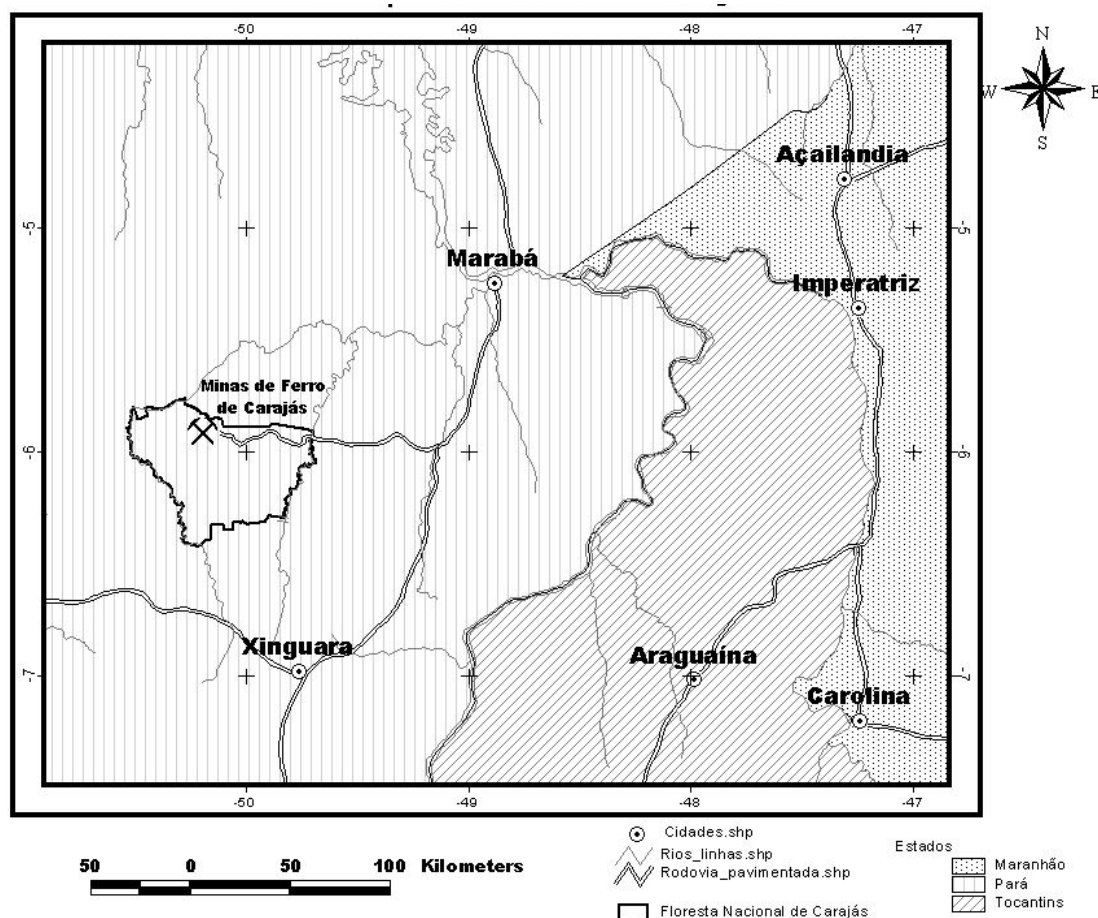 -50 -49 -48 -47
N
W E
S
Açailandia
-5 -5
Marabá
Imperatriz
Minas de Ferro
de Carajás
-6 -6
Xinguara
Araguaína
-7 -7
Carolina
-50 -49 -48 -47
50 0 50 100 Kilometers
Cidades.shp
Rios_linhas.shp
Rodovia_pavimentada.shp
Floresta Nacional de Carajás
Estados
Maranhão
Pará
Tocantins